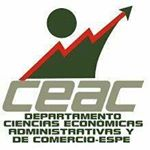 ceac
DEPARTAMENTO
CIENCIAS ECONOMICAS
ADMINISTRATIVAS Y
DE COMERCIO-ESPE